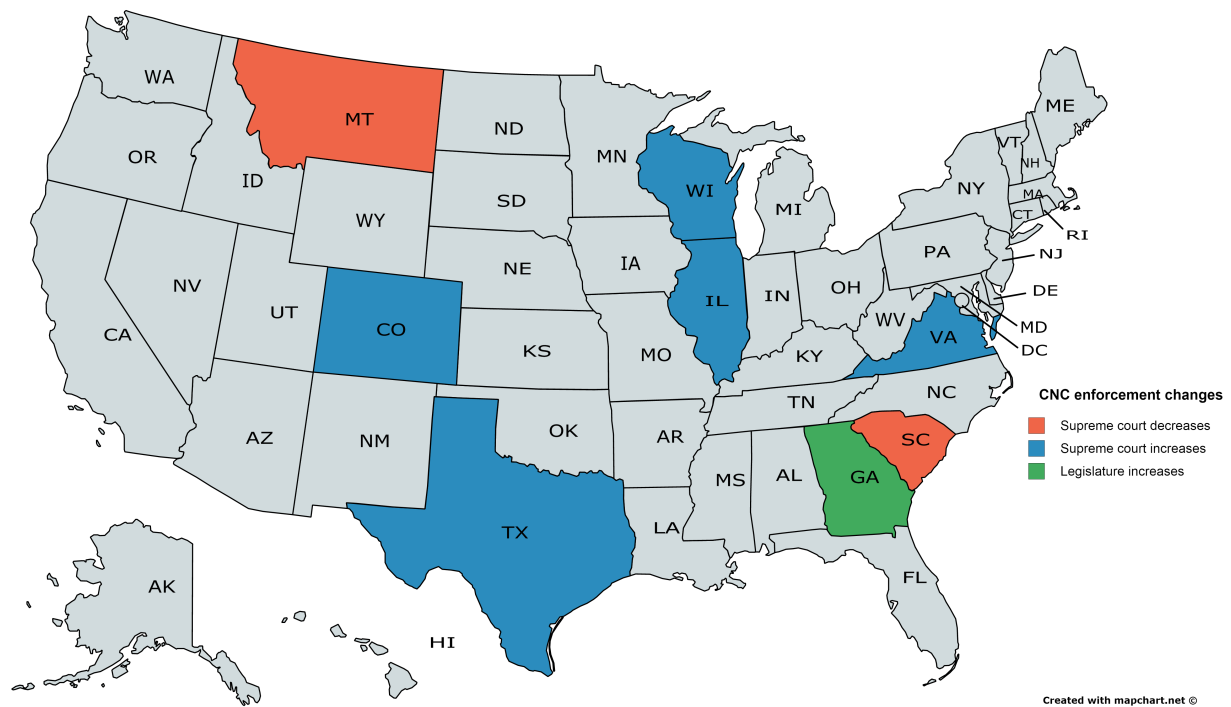 WA
MT
ND
MN
ME
VT
NH
OR
ID
WY
SD
WI
MI
NY
MA
CT
RI
NV
UT
CO
NE
IA
IL
IN
OH
PA
NJ
DE
MD
DC
CA
KS
MO
KY
WV
VA
AZ
NM
OK
AR
TN
NC
CNC enforcement changes
Supreme court decreases
Supreme court increases
Legislature increases
TX
LA
MS
AL
GA
SC
FL
AK
HI
Created with mapchart.net ©